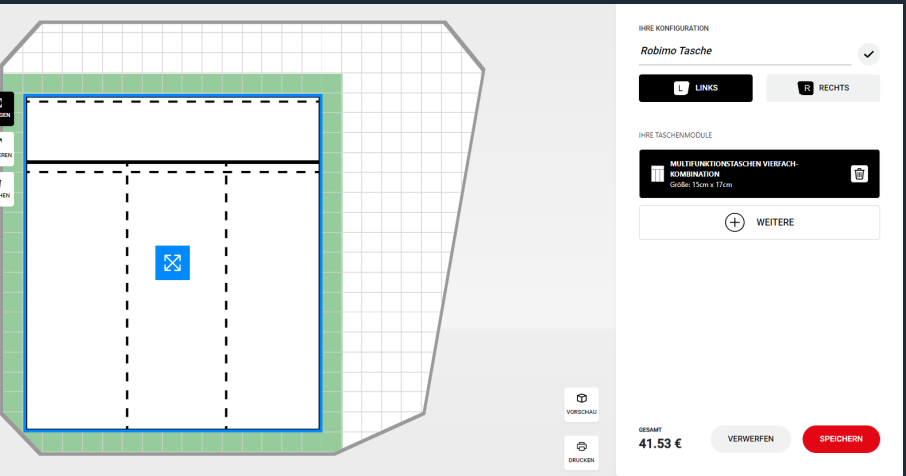 IHRE KONFIGURATION
Robimo Tasche
L LINKS
R RECHTS
IHRE TASCHENMODULE
MULTIFUNKTIONSTASCHEN VIERFACH-
KOMBINATION
Größe: 15cm x 17cm
WEITERE
VORSCHAU
DRUCKEN
GESAMT
41.53 €
VERWERFEN
SPEICHERN